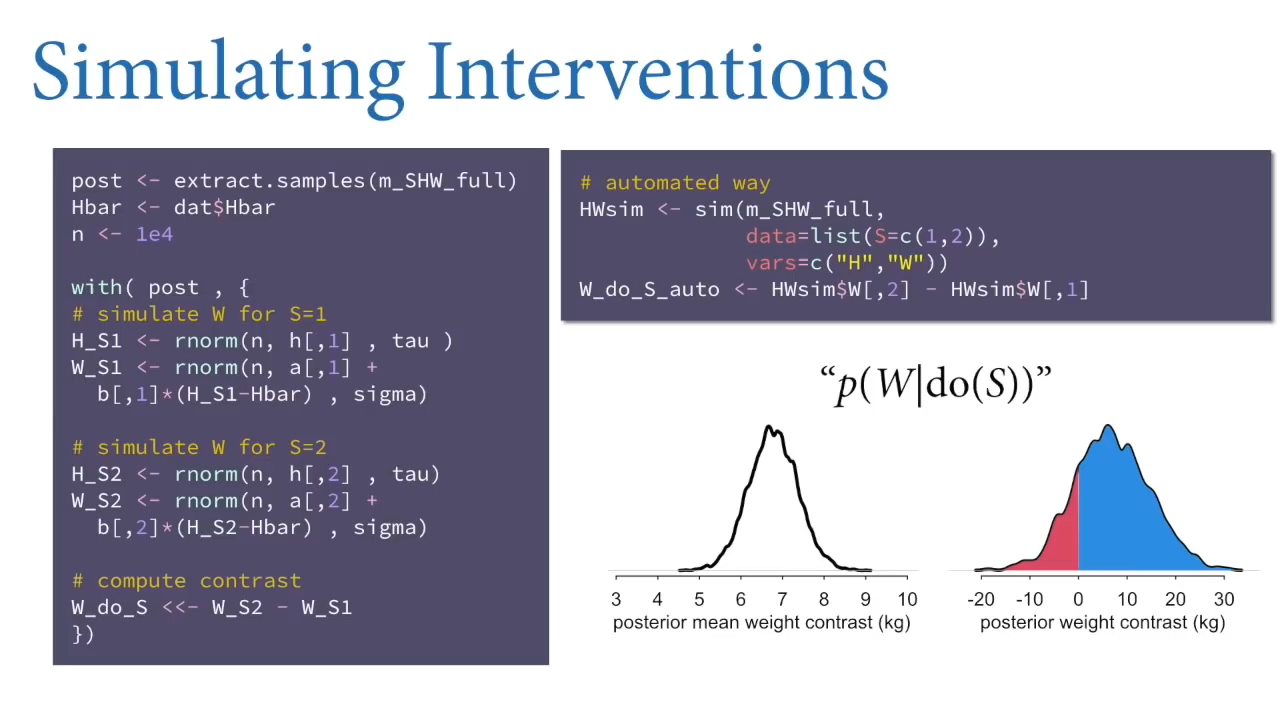 Simulating Interventions
post <- extract.samples(m_SHW_full)
Hbar <- dat$Hbar
n <- 1e4
with( post , {
# simulate W for S=1
H_S1 <- rnorm(n, h[,1] , tau )
W_S1 <- rnorm(n, a[,1] +
b[,1]*(H_S1-Hbar) , sigma)
# simulate W for S=2
H_S2 <- rnorm(n, h[,2] , tau)
W_S2 <- rnorm(n, a[,2] +
b[,2]*(H_S2-Hbar) , sigma)
# compute contrast
W_do_S <<- W_S2 - W_S1
})
# automated way
HWsim <- sim(m_SHW_full,
data=list(S=c(1,2)),
vars=c("H","W"))
W_do_S_auto <- HWsim$W[,2] - HWsim$W[,1]
“p(W|do(S))”
3 4 5 6 7 8 9 10
posterior mean weight contrast (kg)
-20 -10 0 10 20 30
posterior weight contrast (kg)